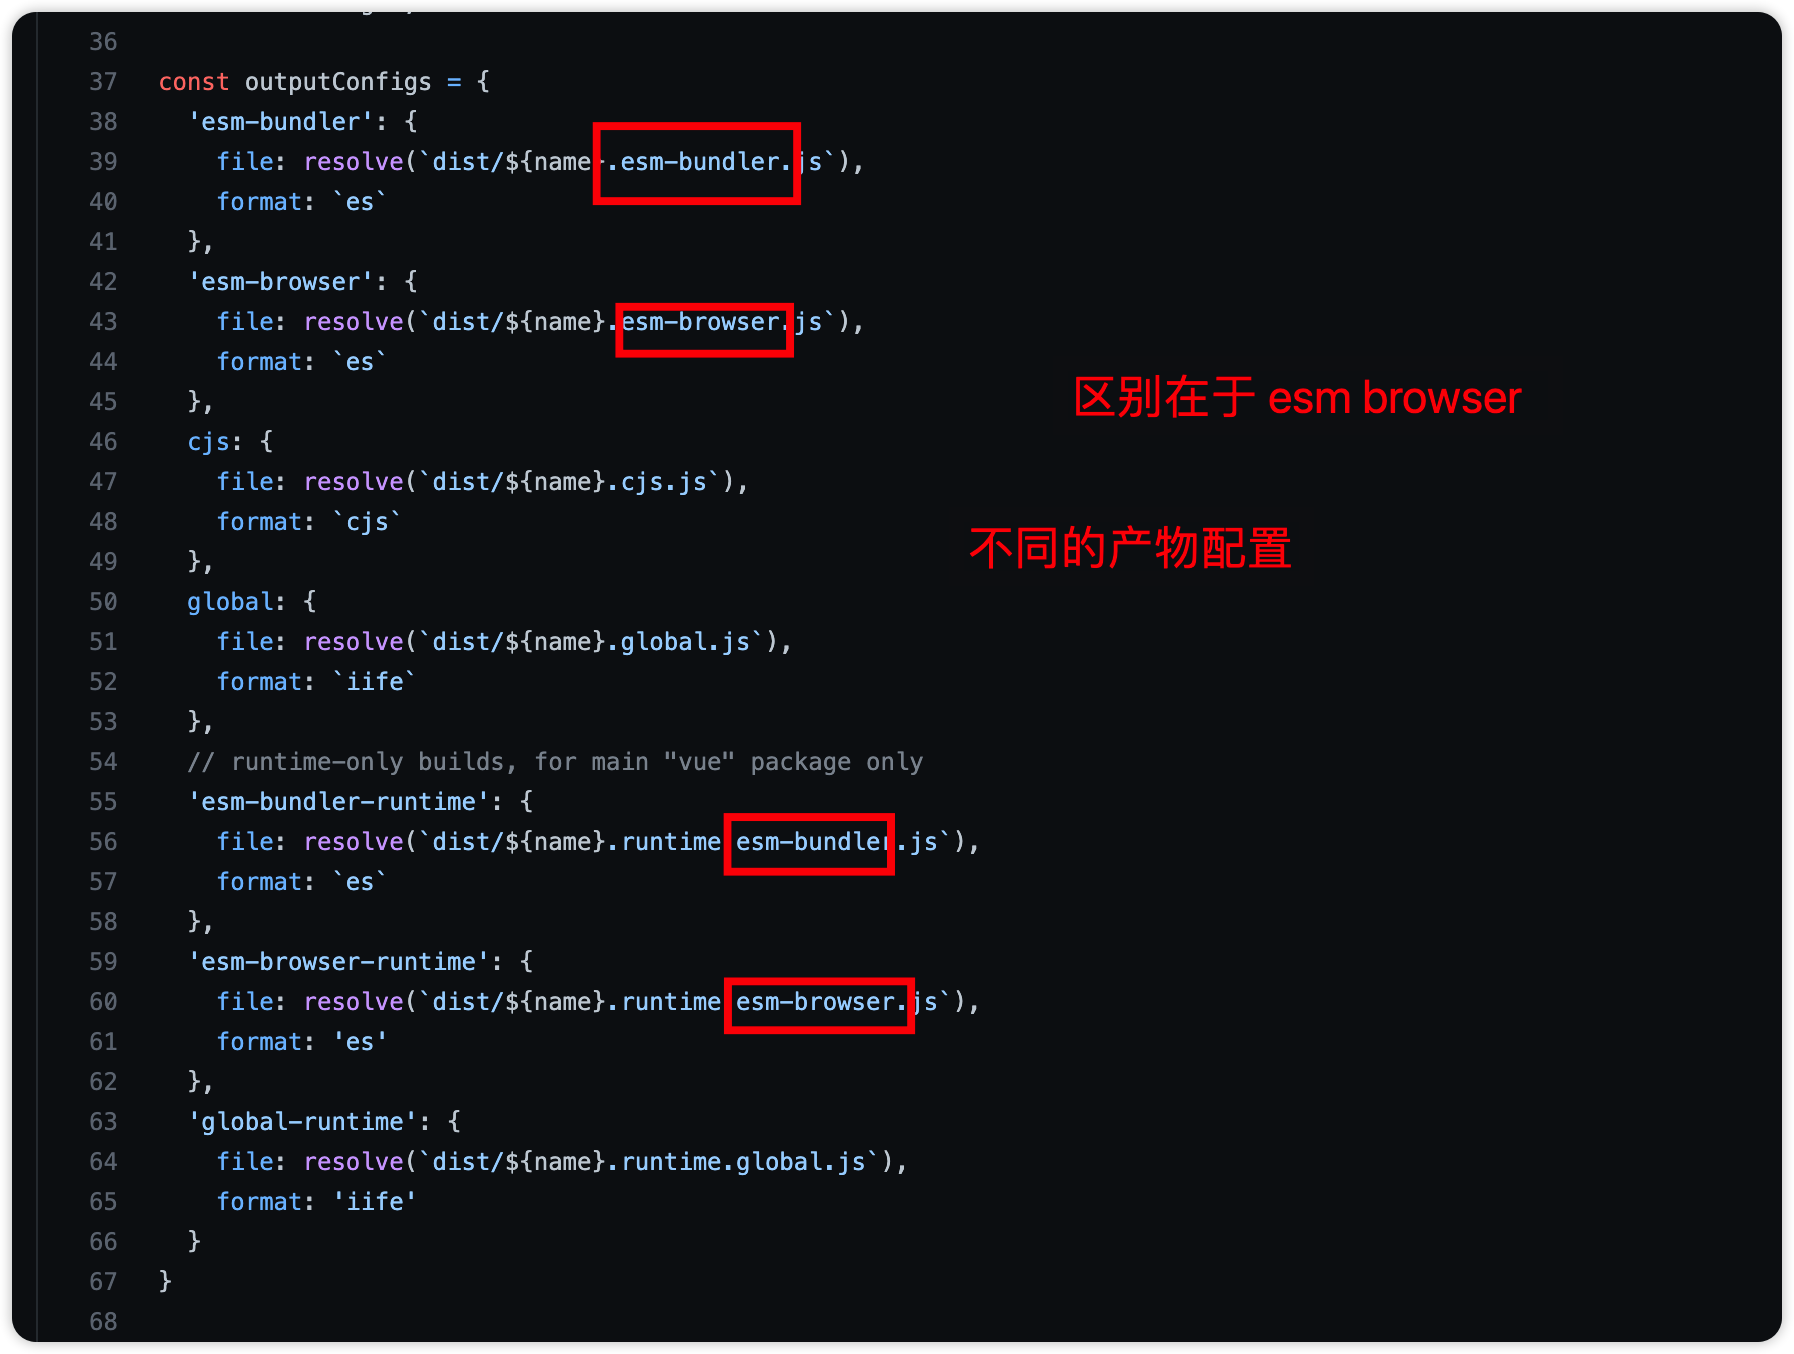 36
37 const outputConfigs = {
38 'esm-bundler': {
39 file: resolve(`dist/${name}.esm-bundler.js`),
40 format: `es`
41 },
42 'esm-browser': {
43 file: resolve(`dist/${name}.esm-browser.js`),
44 format: `es`
区别在于 esm browser
45 },
46 cjs: {
47 file: resolve(`dist/${name}.cjs.js`),
48 format: `cjs`
不同的产物配置
49 },
50 global: {
51 file: resolve(`dist/${name}.global.js`),
52 format: `iife`
53 },
54 // runtime-only builds, for main "vue" package only
55 'esm-bundler-runtime': {
56 file: resolve(`dist/${name}.runtime.esm-bundler.js`),
57 format: `es`
58 },
59 'esm-browser-runtime': {
60 file: resolve(`dist/${name}.runtime.esm-browser.js`),
61 format: 'es'
62 },
63 'global-runtime': {
64 file: resolve(`dist/${name}.runtime.global.js`),
65 format: 'iife'
66 }
67 }
68